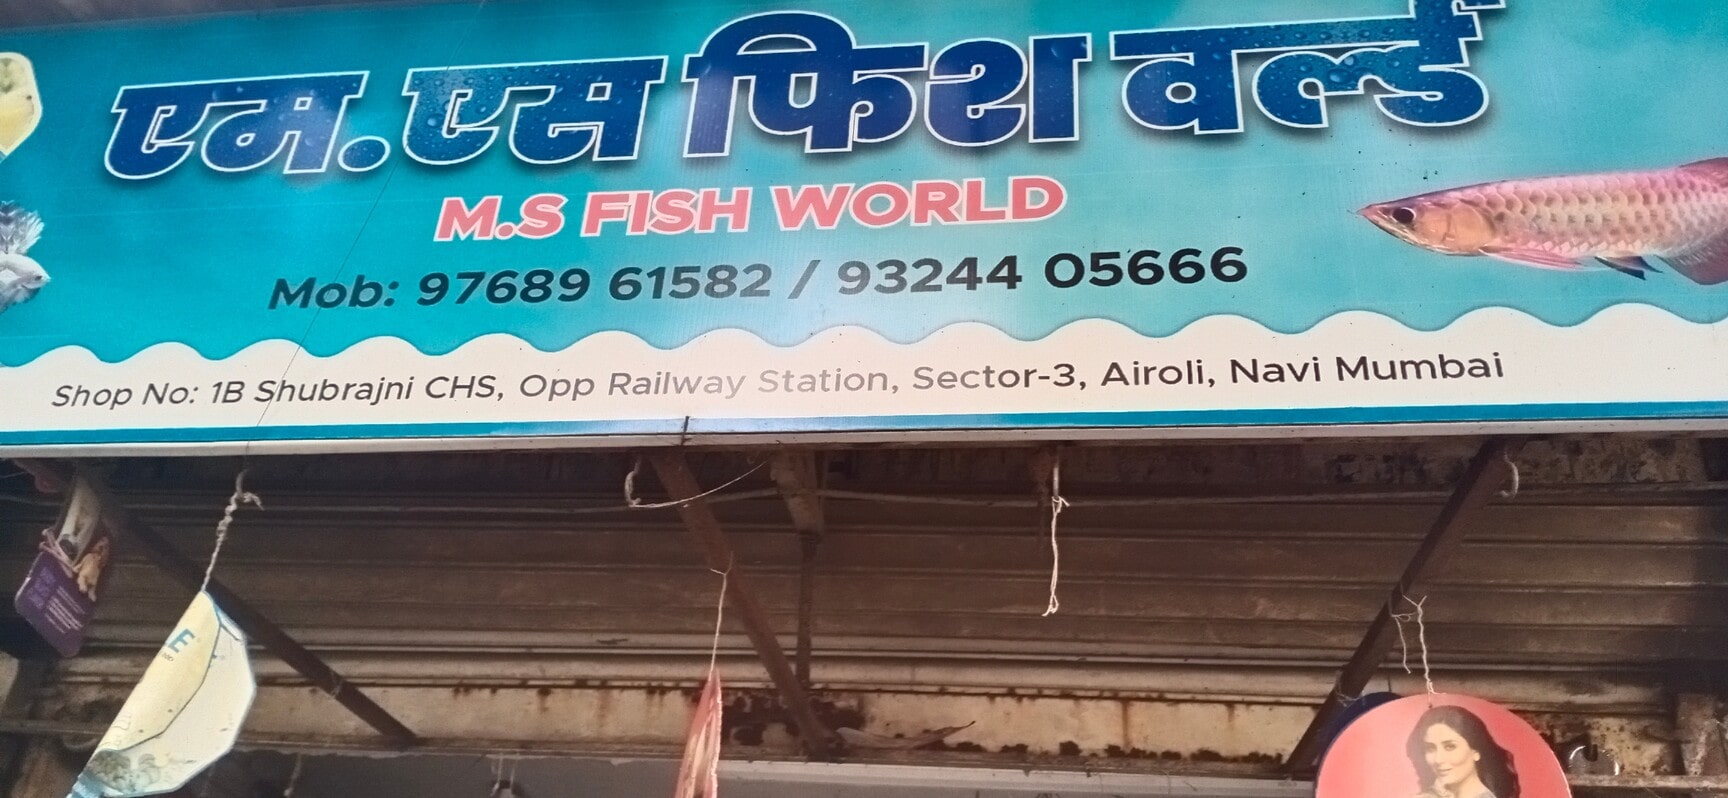 एम.एस फिश वर्ल्ड
M.S FISH WORLD
Mob: 97689 61582 / 93244 05666
Shop No: 1B Shubrajni CHS, Opp Railway Station, Sector-3, Airoli, Navi Mumbai